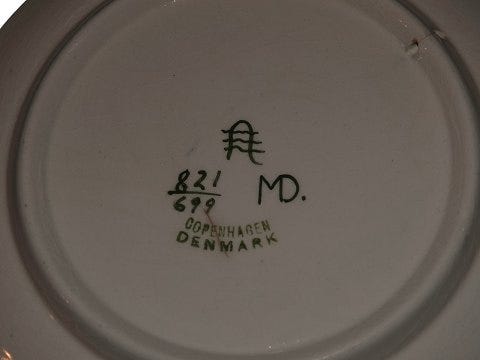 821
699
MD.
COPENHAGEN
DENMARK